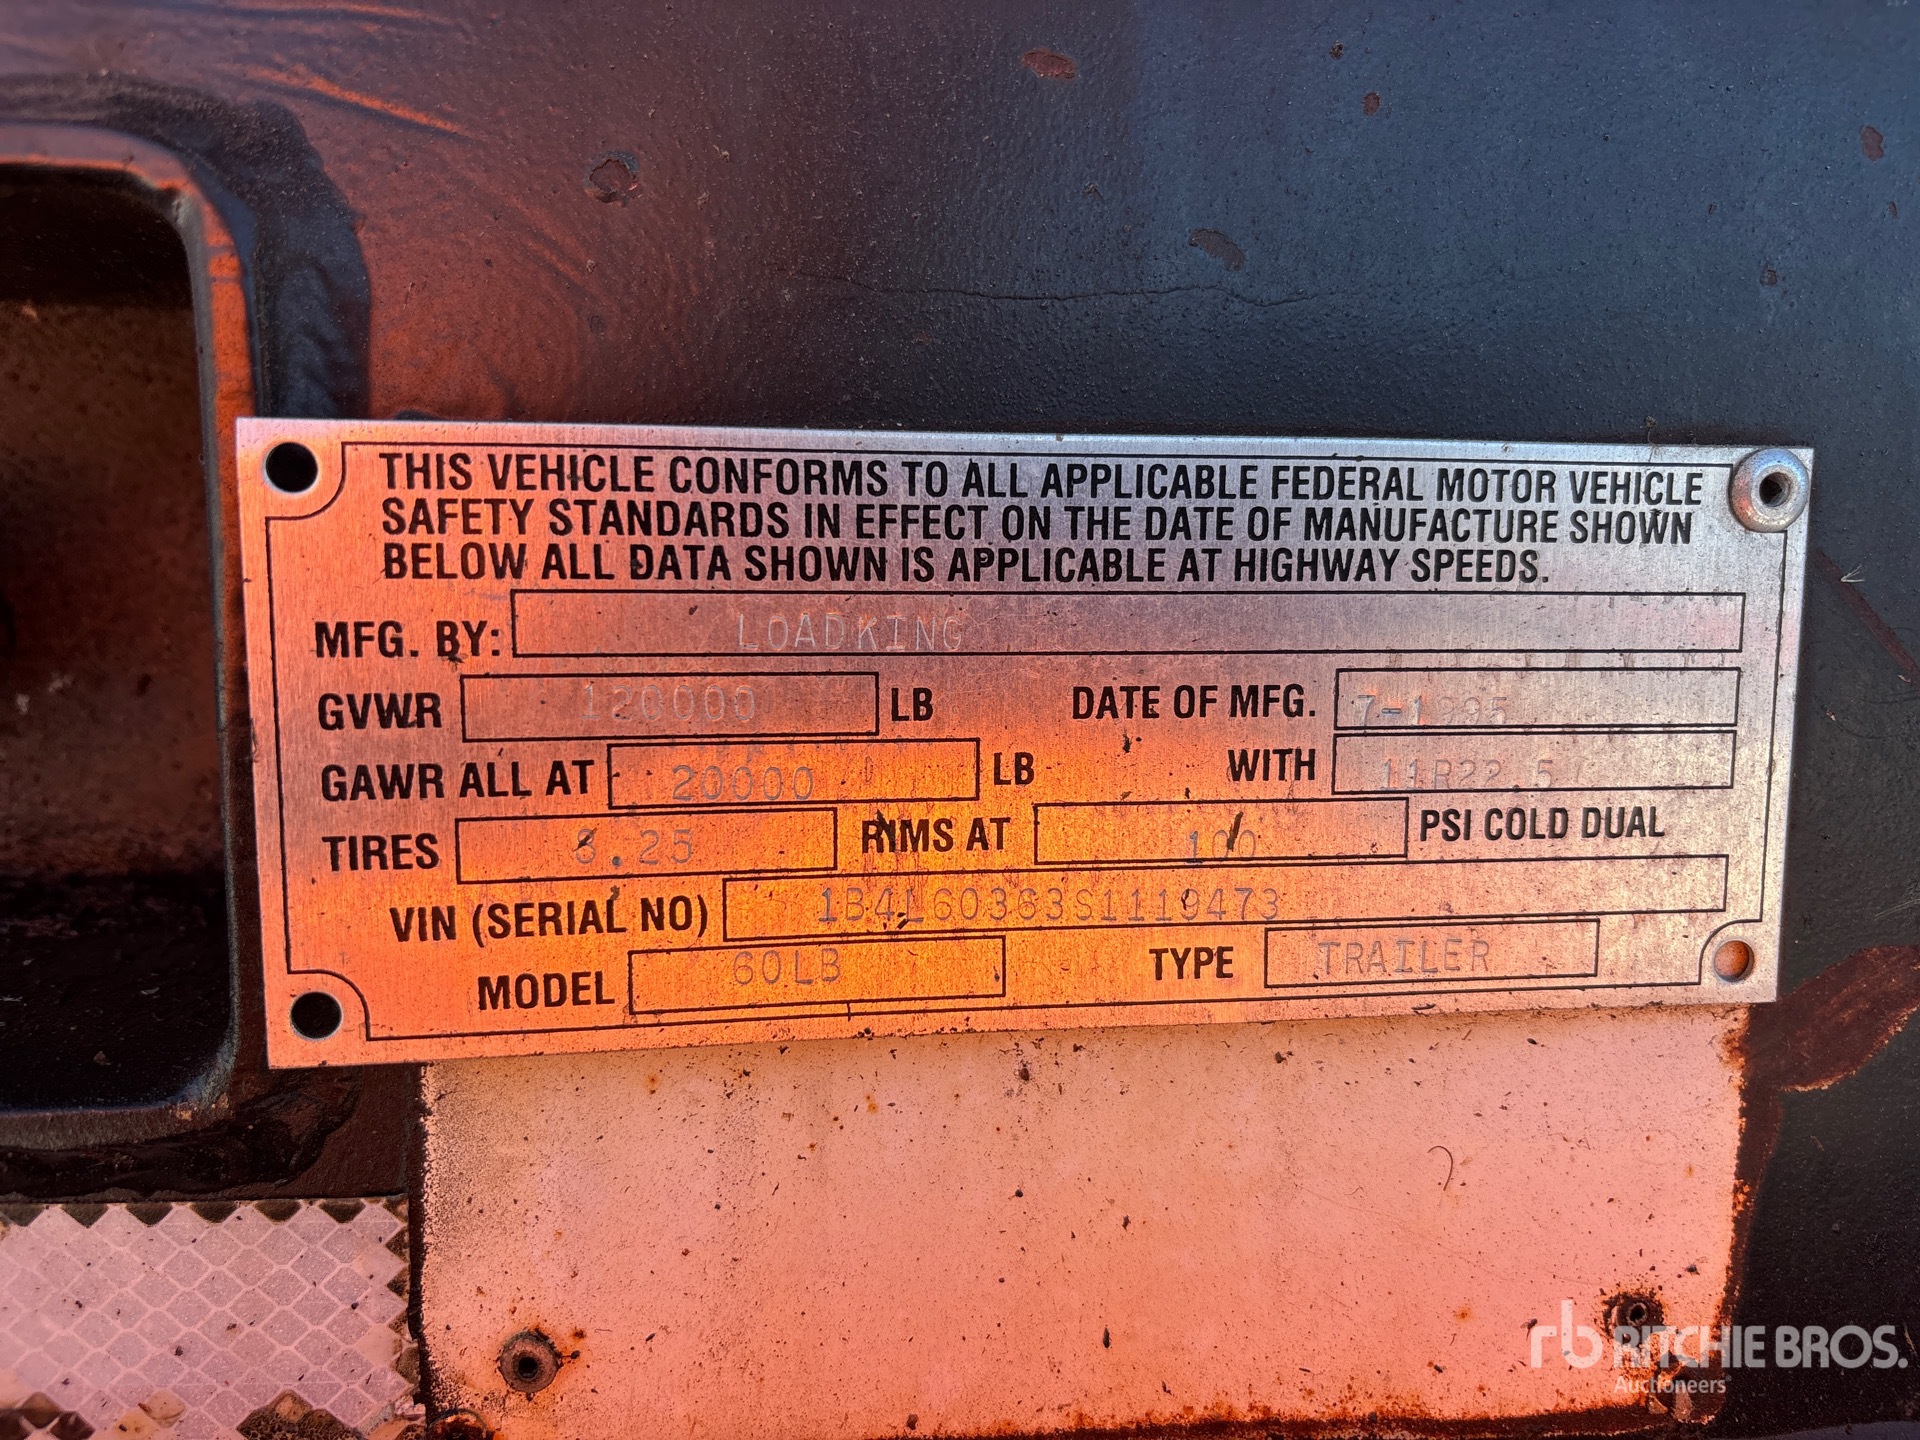 THIS VEHICLE CONFORMS TO ALL APPLICABLE FEDERAL MOTOR VEHICLE
SAFETY STANDARDS IN EFFECT ON THE DATE OF MANUFACTURE SHOWN
BELOW ALL DATA SHOWN IS APPLICABLE AT HIGHWAY SPEEDS.
MFG. BY: LOADKING
GVWR 120000 LB DATE OF MFG. 7-1995
GAWR ALL AT 20000 LB WITH 11R22.5
TIRES 8.25 RIMS AT 100 PSI COLD DUAL
VIN (SERIAL NO) 1B4L60363S1119473
MODEL 60LB TYPE TRAILER
rb RITCHIE BROS.
Auctioneers